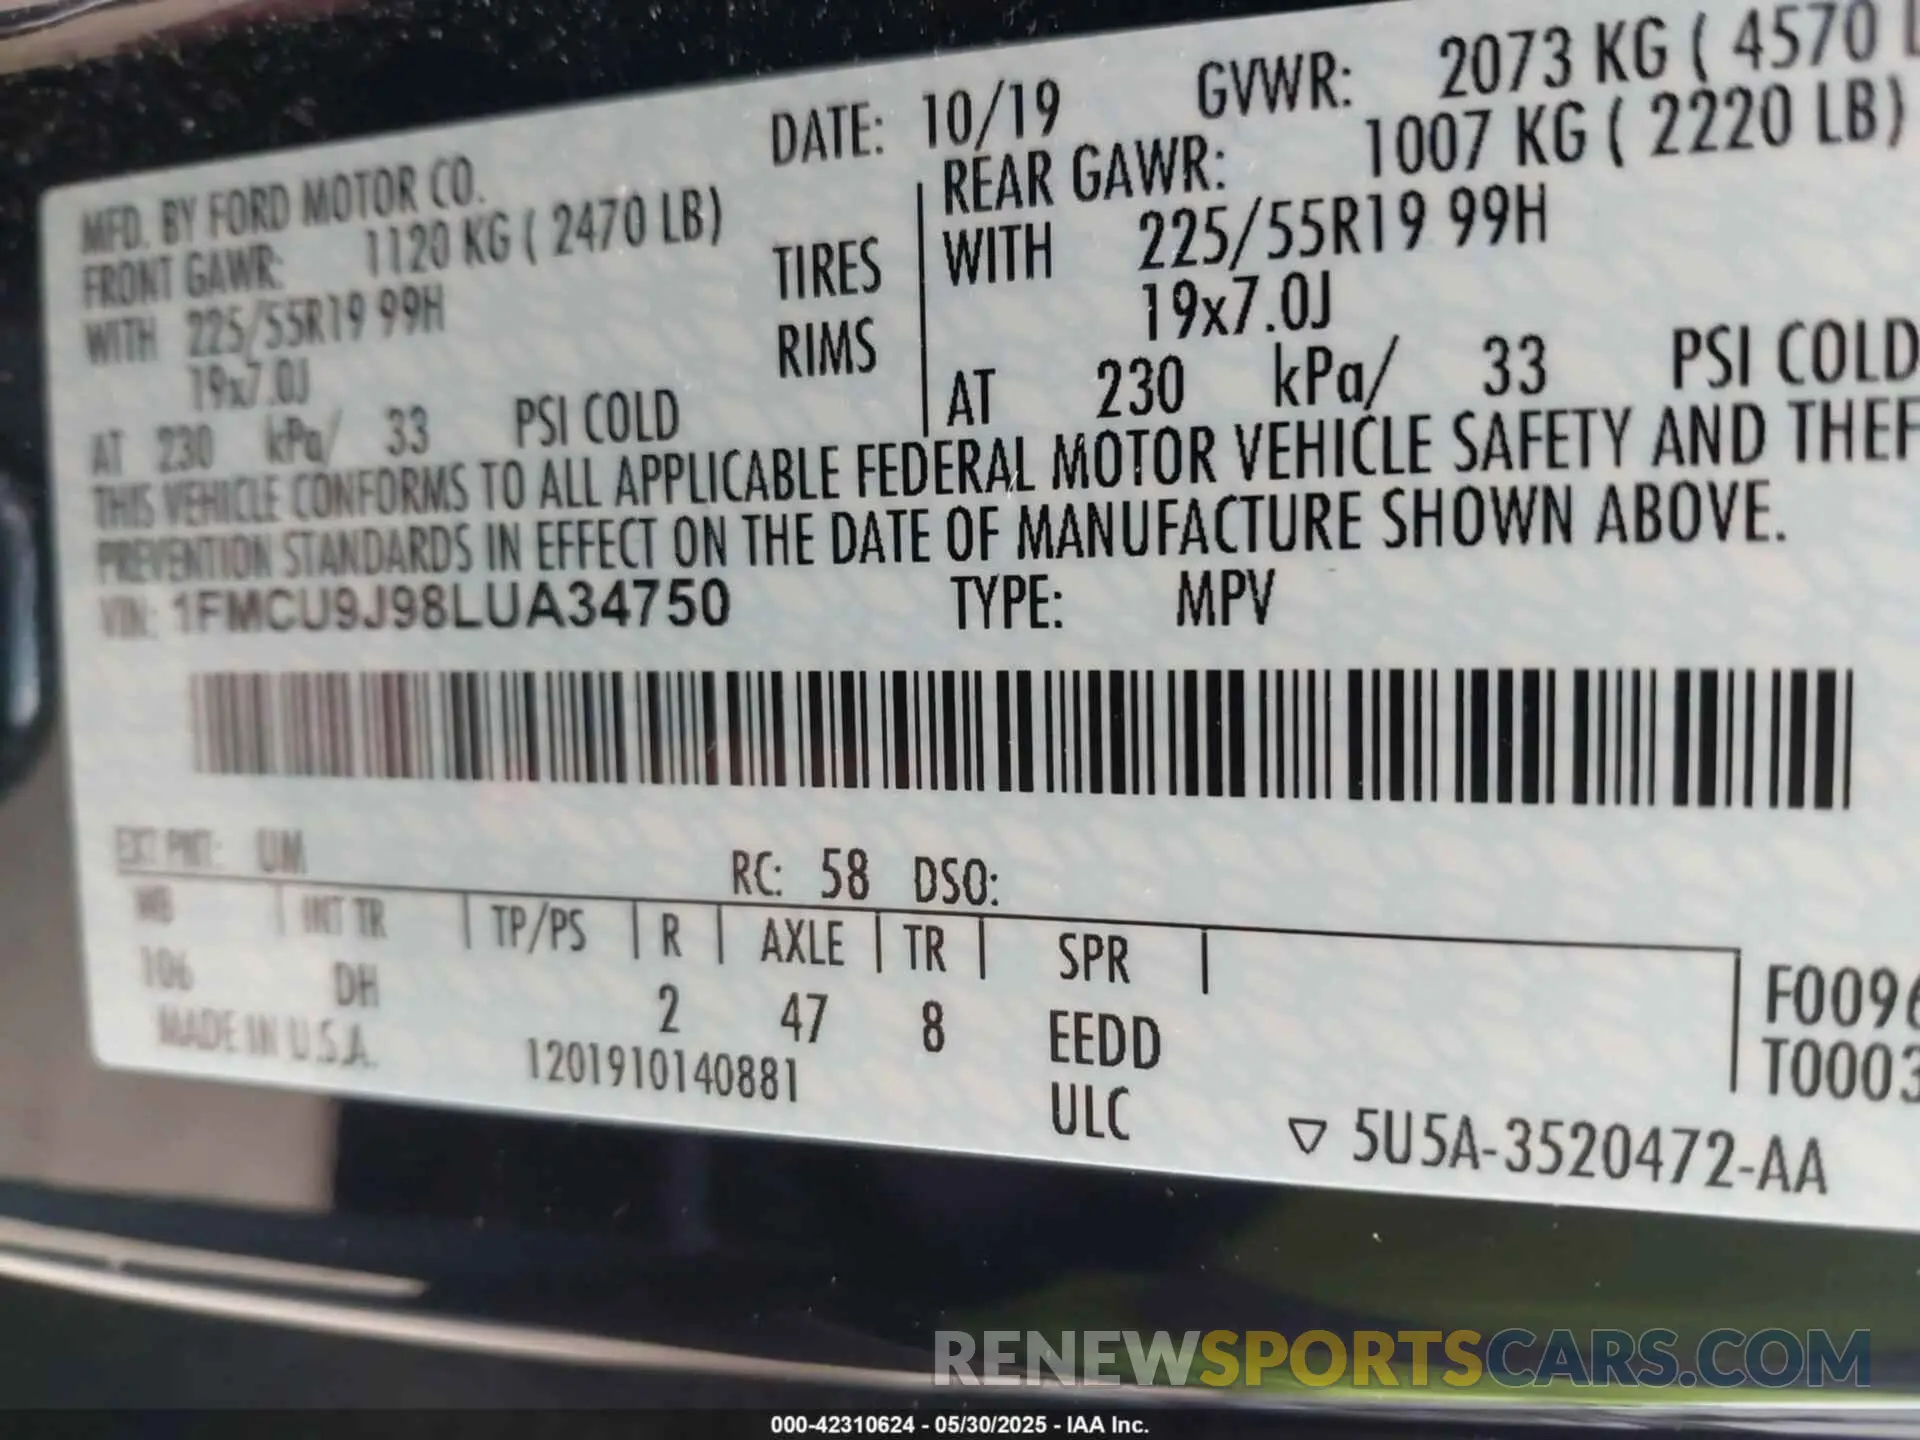 MFD. BY FORD MOTOR CO. DATE: 10/19 GVWR: 2073 KG ( 4570 L
FRONT GAWR: 1120 KG ( 2470 LB) REAR GAWR: 1007 KG ( 2220 LB)
WITH 225/55R19 99H TIRES WITH 225/55R19 99H
19x7.0J RIMS 19x7.0J
AT 230 kPa/ 33 PSI COLD AT 230 kPa/ 33 PSI COLD
THIS VEHICLE CONFORMS TO ALL APPLICABLE FEDERAL MOTOR VEHICLE SAFETY AND THEF
PREVENTION STANDARDS IN EFFECT ON THE DATE OF MANUFACTURE SHOWN ABOVE.
VIN: 1FMCU9J98LUA34750 TYPE: MPV
EXT PNT: UM RC: 58 DSO:
WB INT TR TP/PS R AXLE TR SPR
106 DH 2 47 8 EEDD F0096
MADE IN U.S.A. 1201910140881 ULC T0003
▽ 5U5A-3520472-AA
RENEWSPORTSCARS.COM
000-42310624 - 05/30/2025 - IAA Inc.